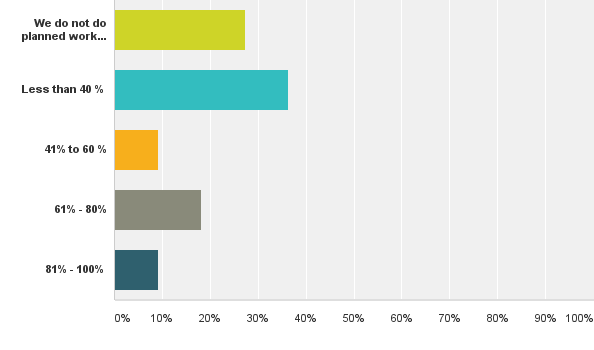 We do not do
planned work...
Less than 40 %
41% to 60 %
61% - 80%
81% - 100%
0% 10% 20% 30% 40% 50% 60% 70% 80% 90% 100%